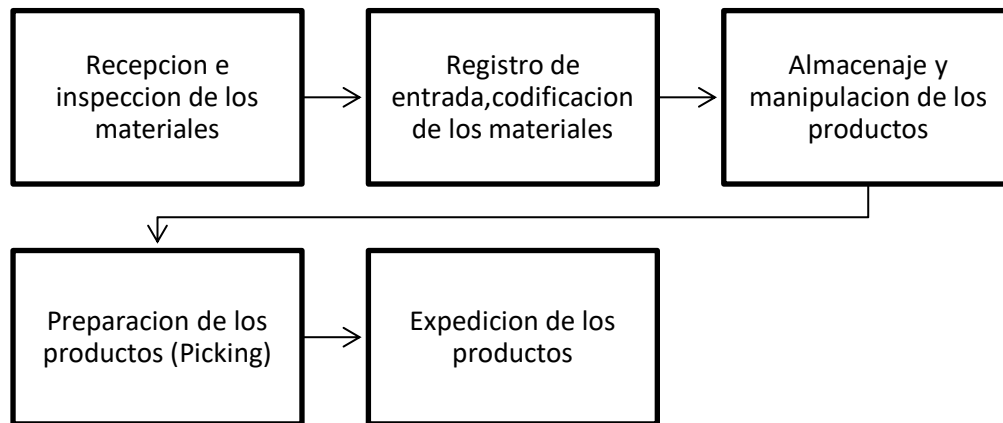 Recepcion e
inspeccion de los
materiales
Registro de
entrada,codificacion
de los materiales
Almacenaje y
manipulacion de los
productos
Preparacion de los
productos (Picking)
Expedicion de los
productos